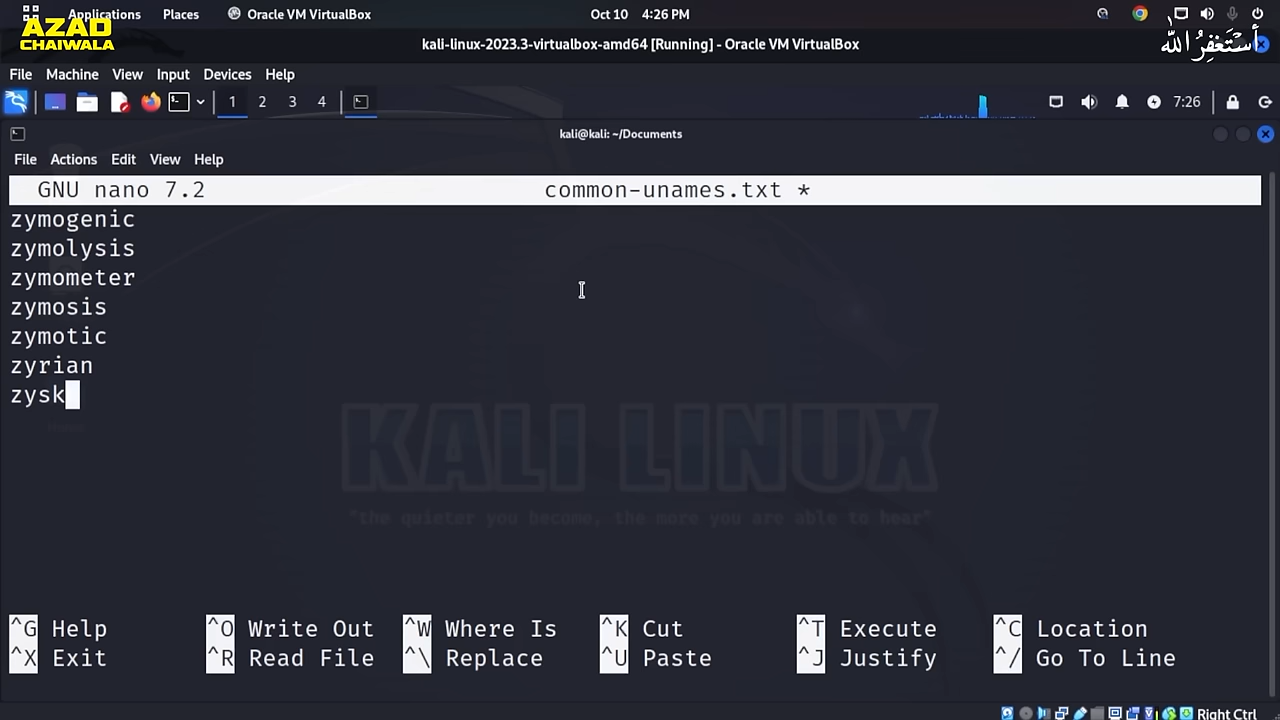 Applications Places Oracle VM VirtualBox Oct 10 4:26 PM
AZAD
CHAIWALA
kali-linux-2023.3-virtualbox-amd64 [Running] - Oracle VM VirtualBox
أستغفر الله
File Machine View Input Devices Help
1 2 3 4 7:26
kali@kali: ~/Documents
File Actions Edit View Help
GNU nano 7.2 common-unames.txt *
zymogenic
zymolysis
zymometer
zymosis
zymotic
zyrian
zysk
KALI LINUX
"the quieter you become, the more you are able to hear"
^G Help ^O Write Out ^W Where Is ^K Cut ^T Execute ^C Location
^X Exit ^R Read File ^\ Replace ^U Paste ^J Justify ^/ Go To Line
Right Ctrl